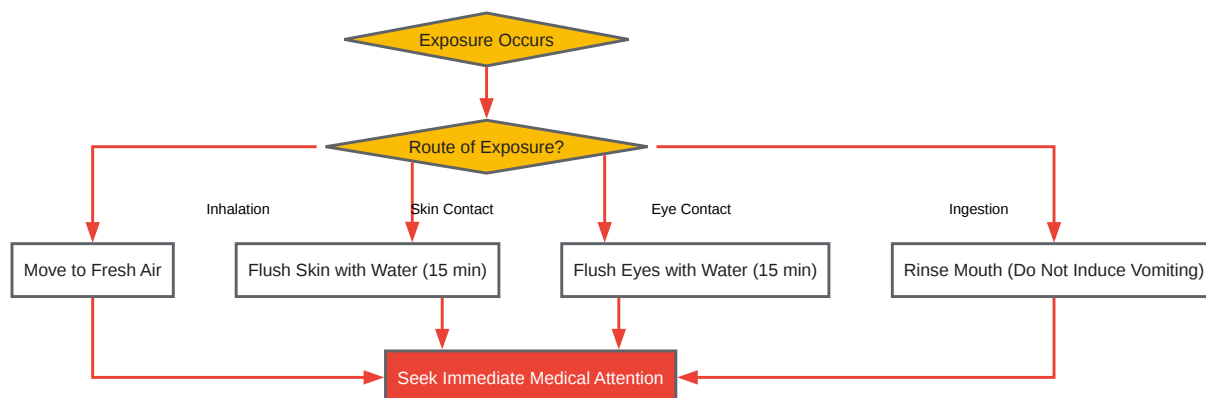 Exposure Occurs
Route of Exposure?
Inhalation
Skin Contact
Eye Contact
Ingestion
Move to Fresh Air
Flush Skin with Water (15 min)
Flush Eyes with Water (15 min)
Rinse Mouth (Do Not Induce Vomiting)
Seek Immediate Medical Attention